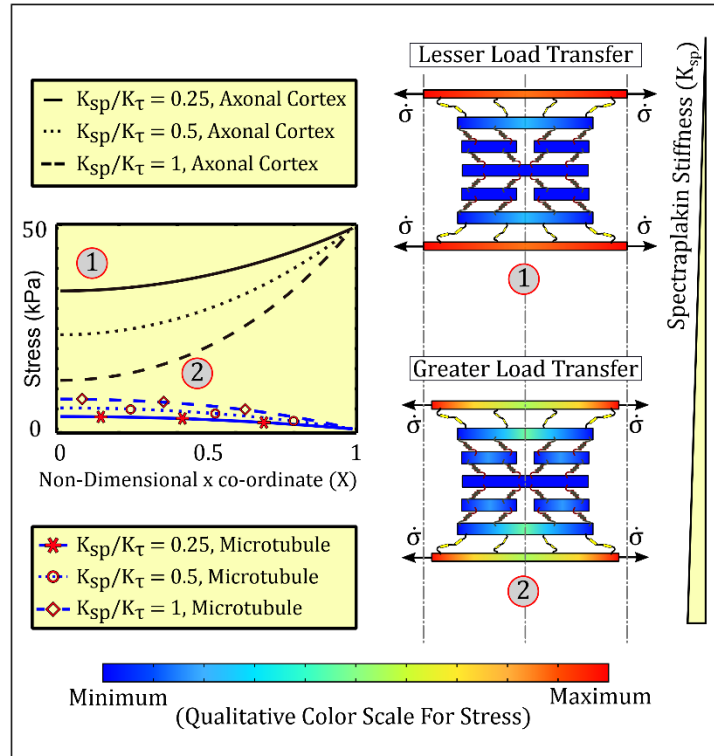 K_sp/K_τ = 0.25, Axonal Cortex
K_sp/K_τ = 0.5, Axonal Cortex
K_sp/K_τ = 1, Axonal Cortex
50
Stress (kPa)
0
1
2
0
0.5
1
Non-Dimensional x co-ordinate (X)
K_sp/K_τ = 0.25, Microtubule
K_sp/K_τ = 0.5, Microtubule
K_sp/K_τ = 1, Microtubule
Lesser Load Transfer
σ̇
σ̇
σ̇
σ̇
1
Greater Load Transfer
σ̇
σ̇
σ̇
σ̇
2
Spectraplakin Stiffness (K_sp)
Minimum
Maximum
(Qualitative Color Scale For Stress)